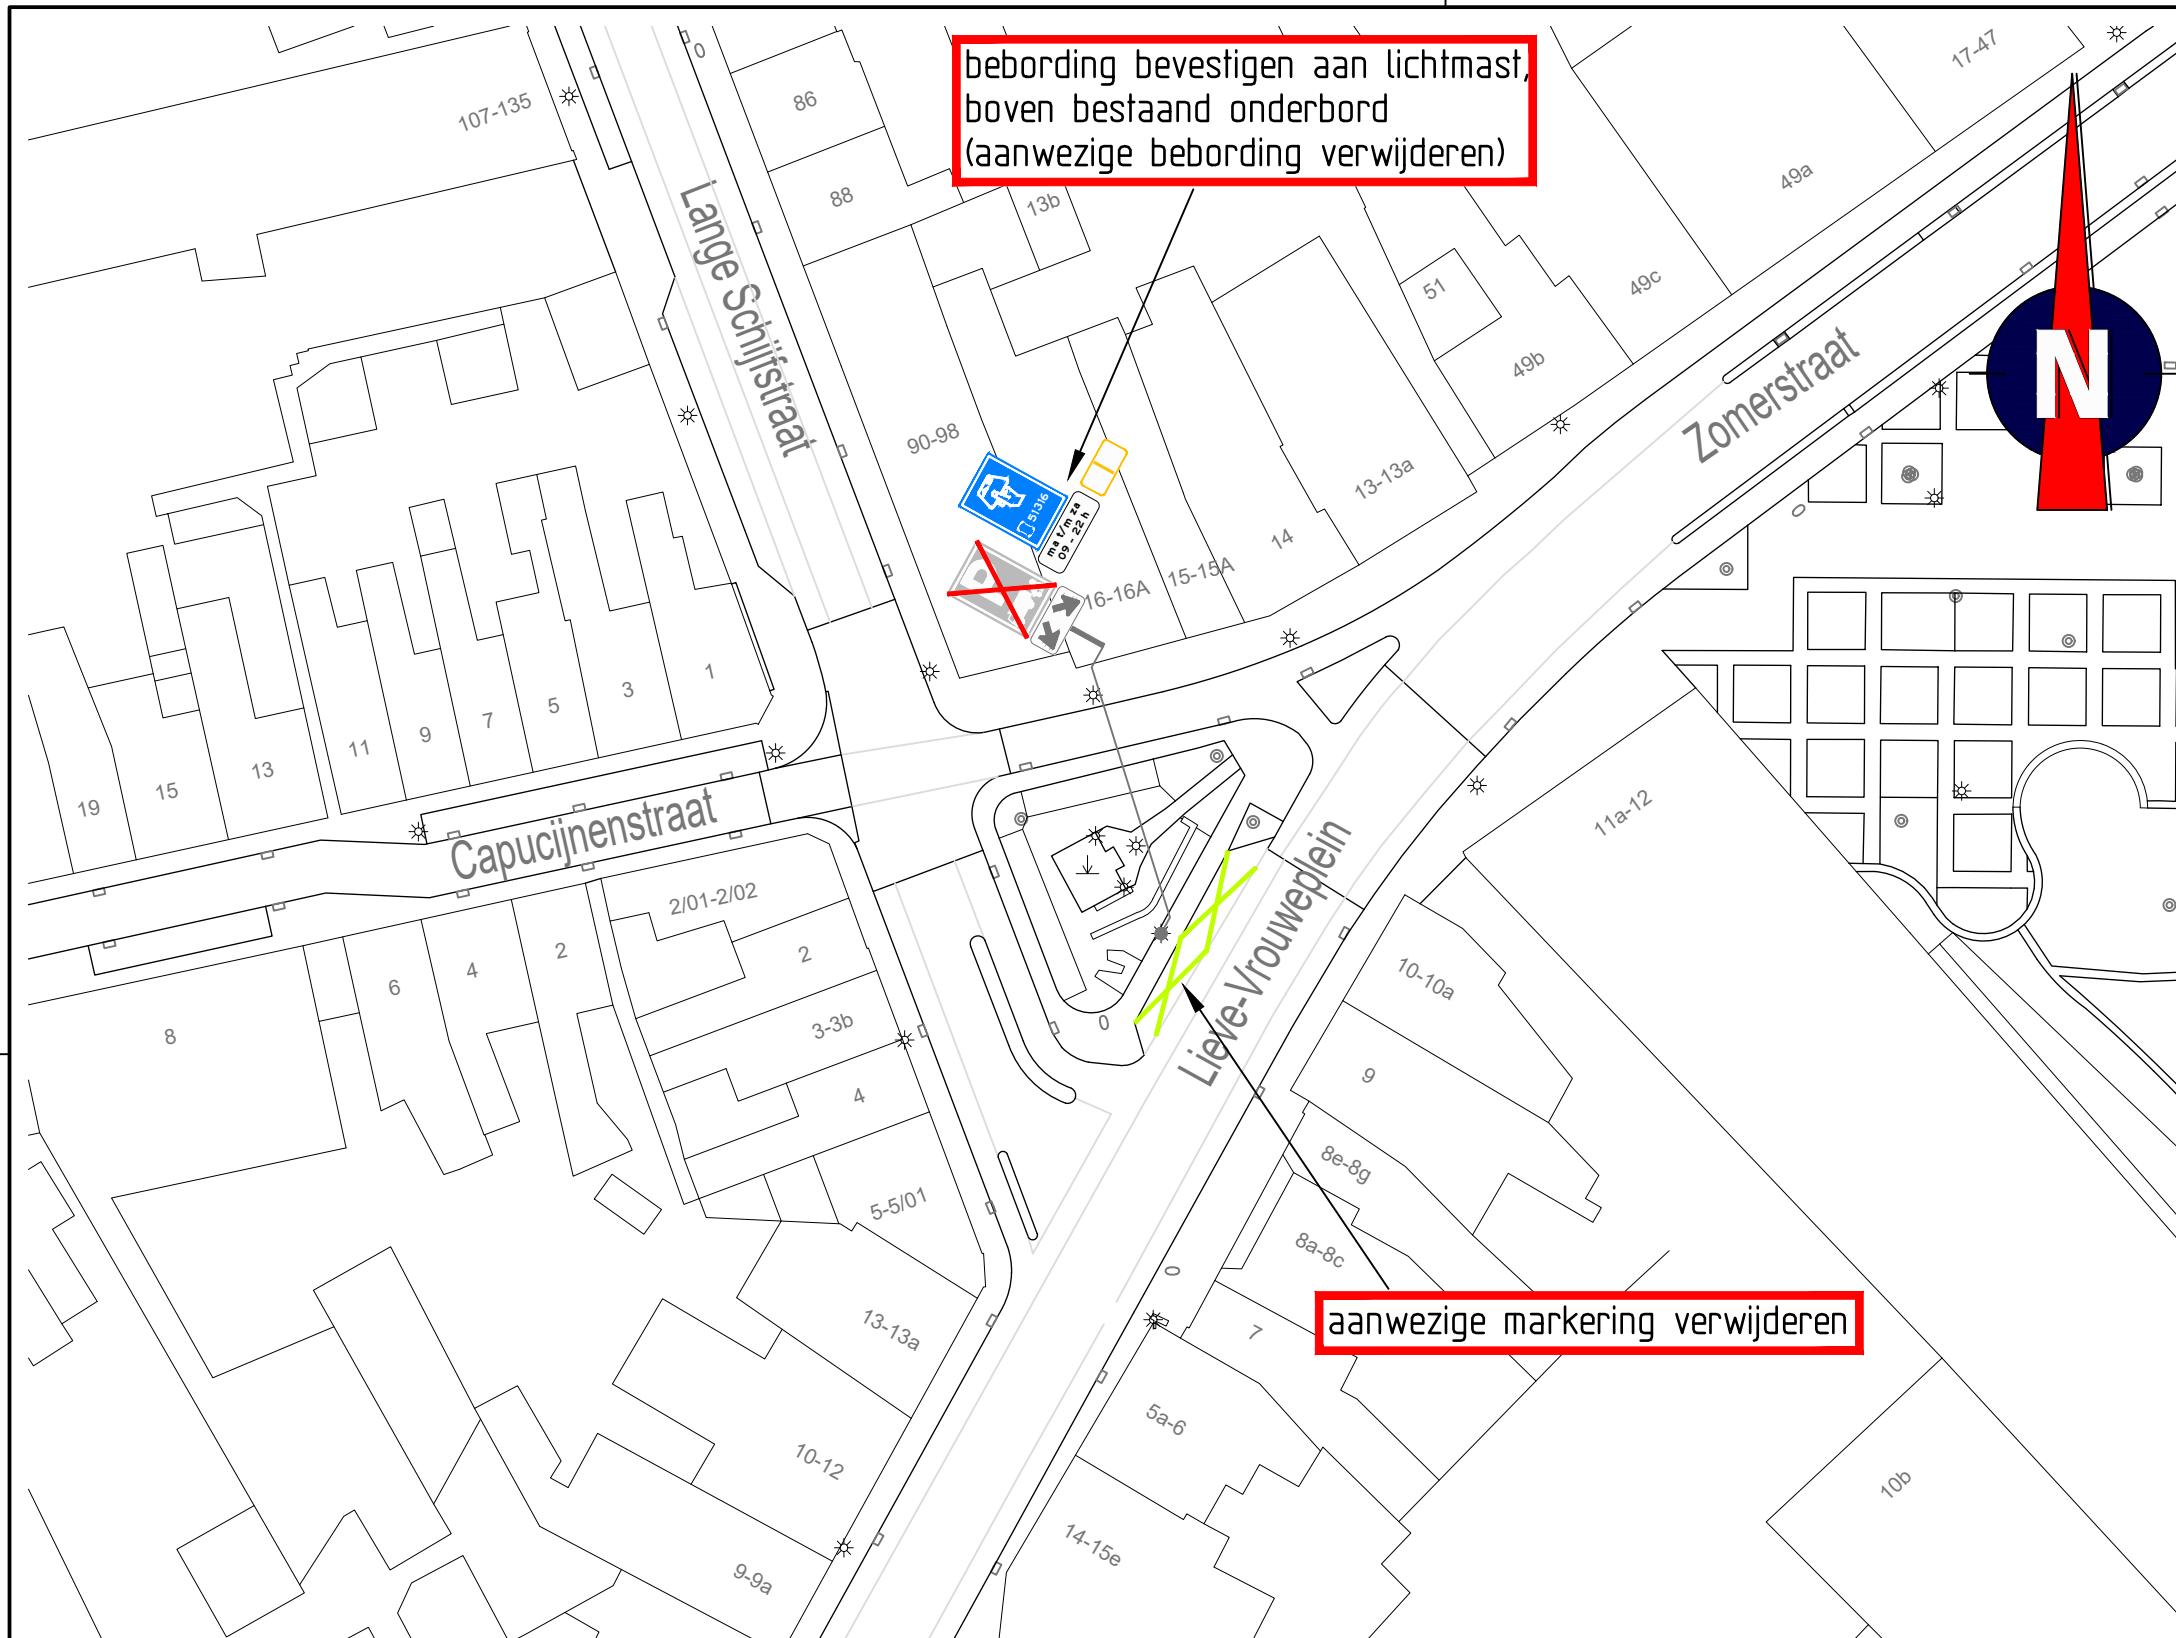 bebording bevestigen aan lichtmast,
boven bestaand onderbord
(aanwezige bebording verwijderen)
17-47
0
86
107-135
88
13b
49a
Lange Schijfstraat
51
49c
49b
Zomerstraat
N
90-98
13-13a
51316
ma t/m za
09 - 22 h
14
15-15A
16-16A
0
1
3
5
7
9
11
13
15
19
Capucijnenstraat
11a-12
Lieve-Vrouweplein
2/01-2/02
2
2
4
6
8
3-3b
4
0
10-10a
9
8e-8g
5-5/01
8a-8c
0
aanwezige markering verwijderen
7
13-13a
5a-6
10-12
10b
14-15e
9-9a